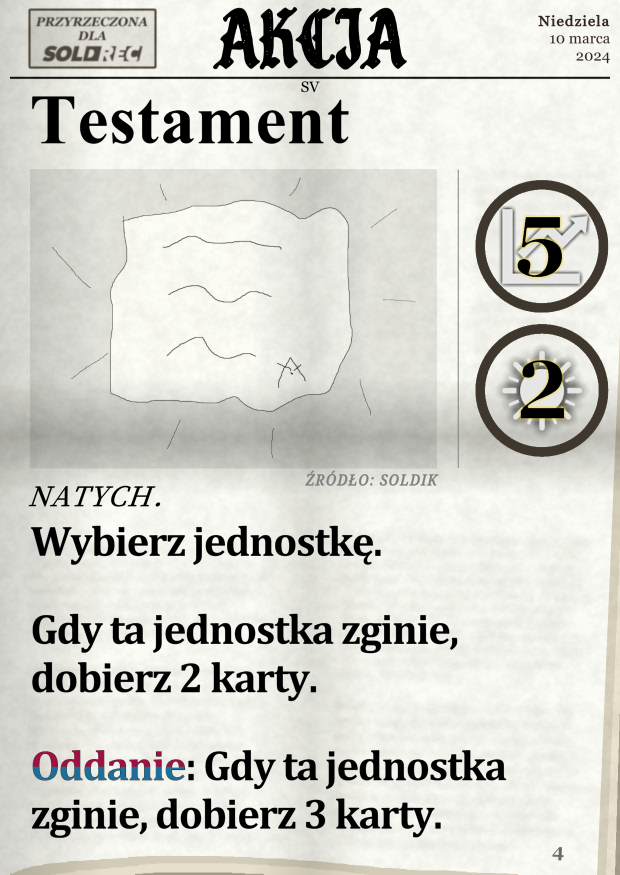 PRZYRZECZONA
DLA
SOLDREC
AKCJA
Niedziela
10 marca
2024
SV
Testament
5
2
ŹRÓDŁO: SOLDIK
NATYCH.
Wybierz jednostkę.
Gdy ta jednostka zginie,
dobierz 2 karty.
Oddanie: Gdy ta jednostka
zginie, dobierz 3 karty.
4